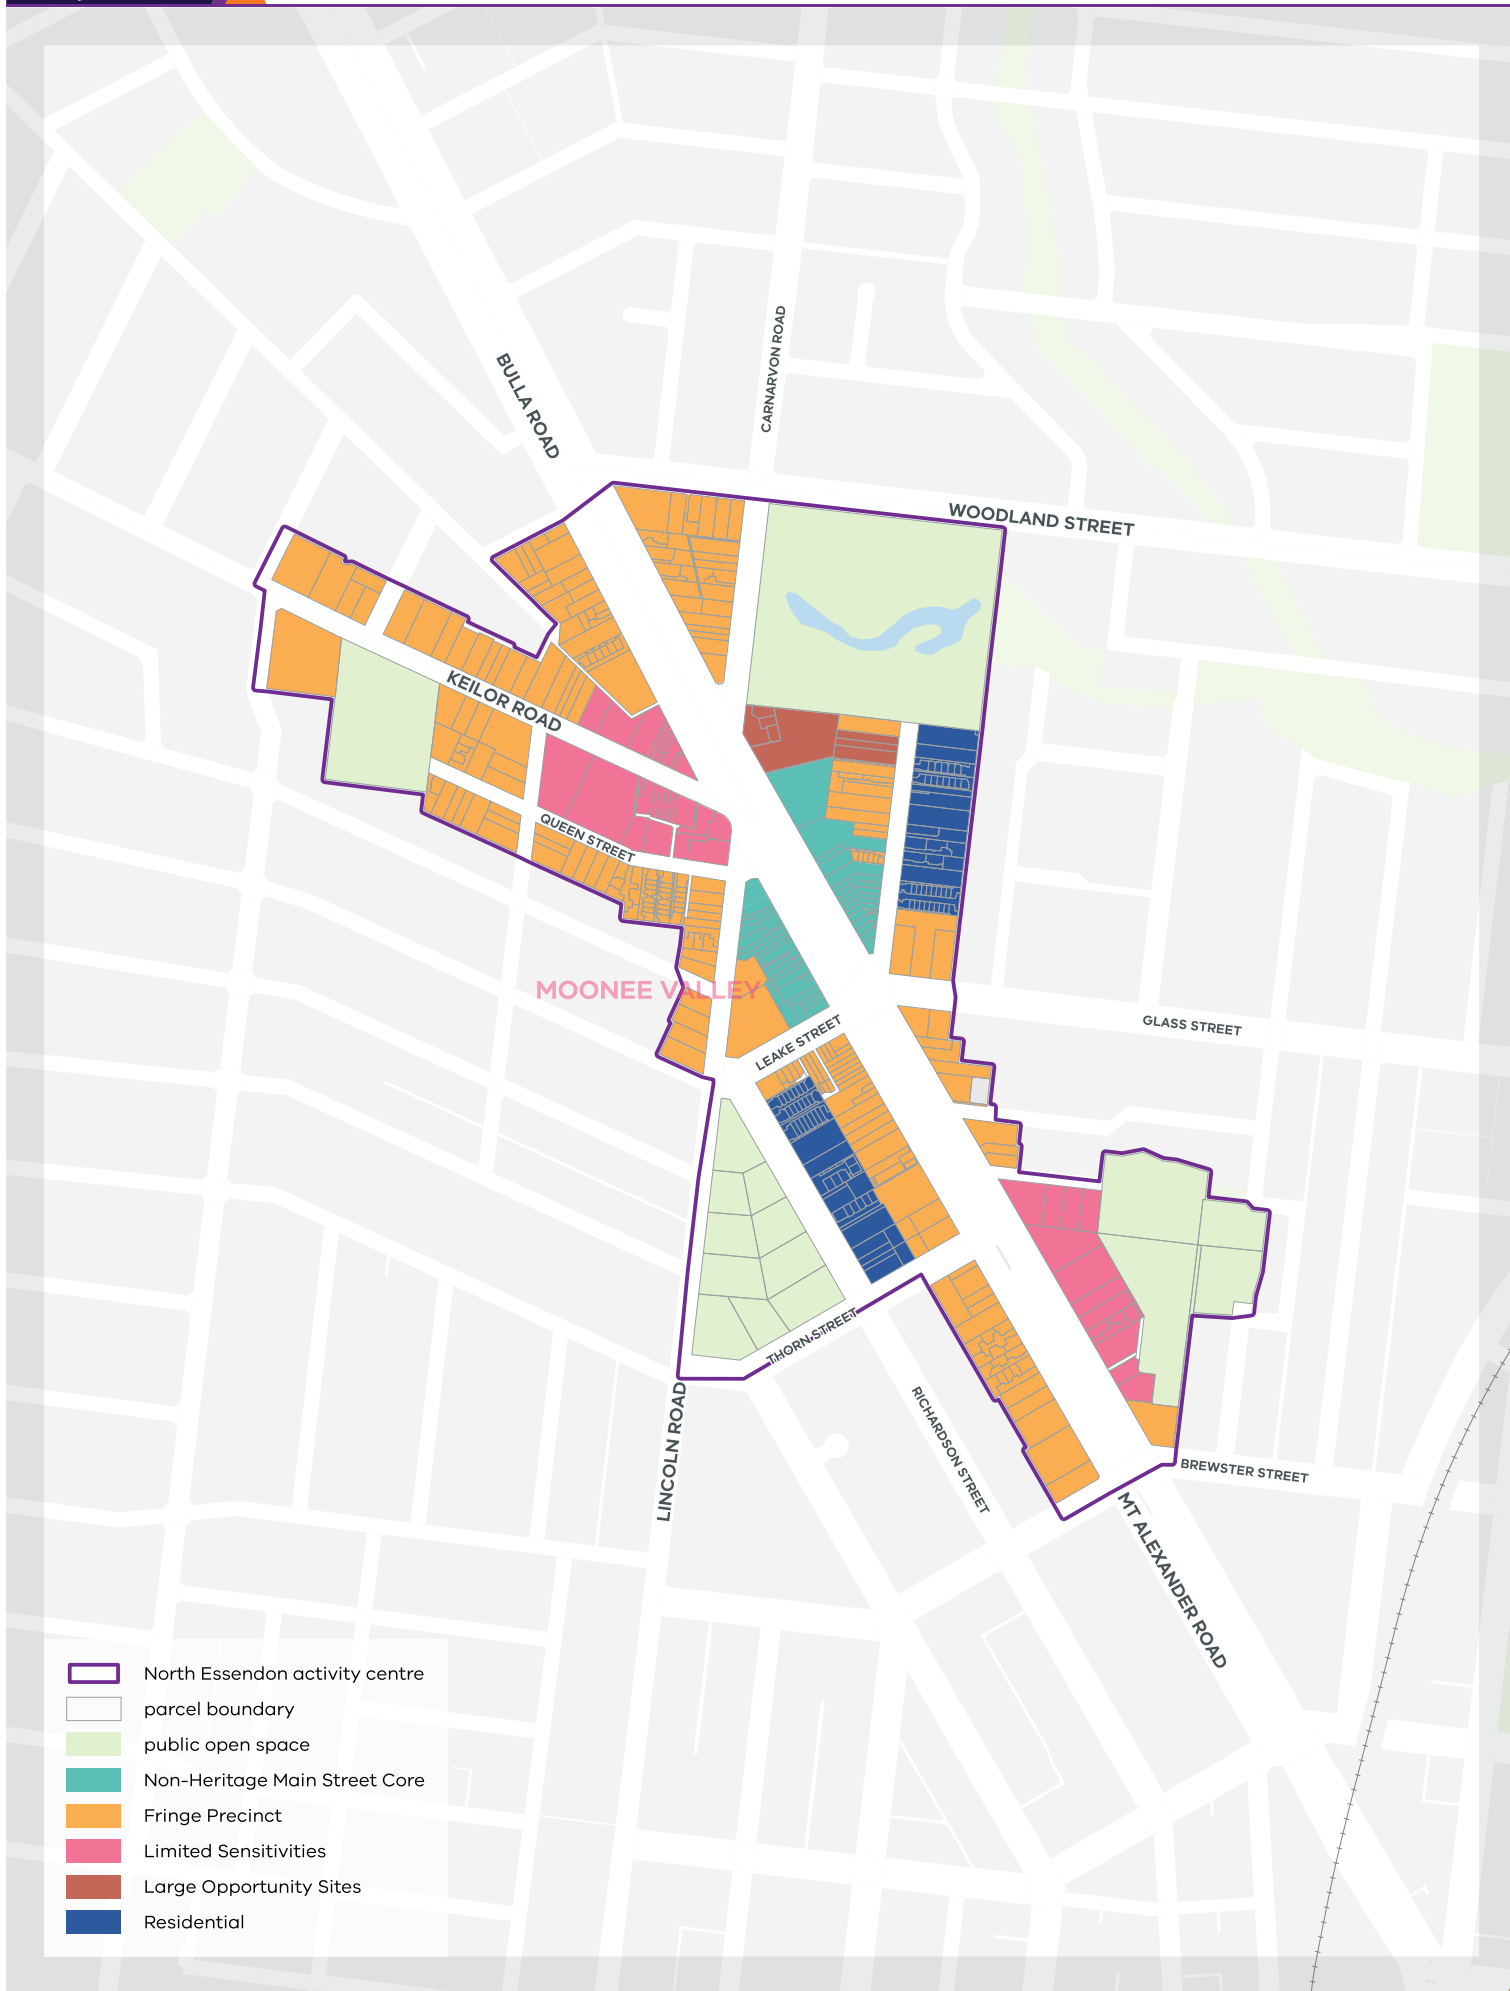 CARNARVON ROAD
BULLA ROAD
WOODLAND STREET
KEILOR ROAD
QUEEN STREET
MOONEE VALLEY
GLASS STREET
LEAKE STREET
THORN STREET
LINCOLN ROAD
RICHARDSON STREET
BREWSTER STREET
MT ALEXANDER ROAD
North Essendon activity centre
parcel boundary
public open space
Non-Heritage Main Street Core
Fringe Precinct
Limited Sensitivities
Large Opportunity Sites
Residential